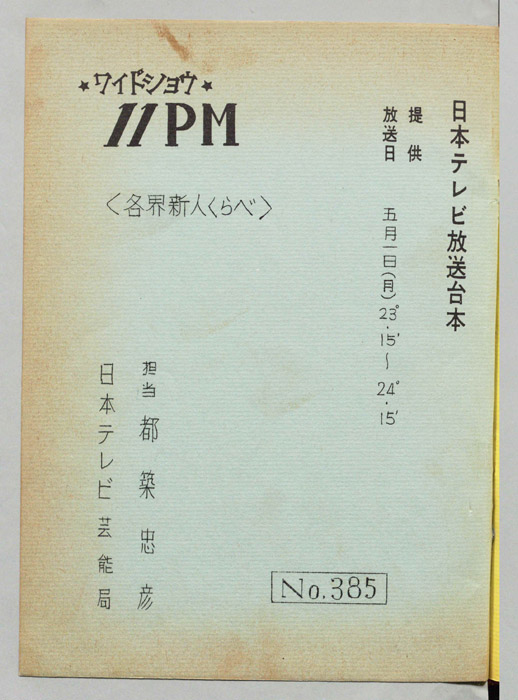 日本テレビ放送台本
提供
放送日 五月一日(月)23°・15'〜24°・15'
★ワイドショウ★
11PM
<各界新人くらべ>
担当 都築忠彦
日本テレビ芸能局
No.385